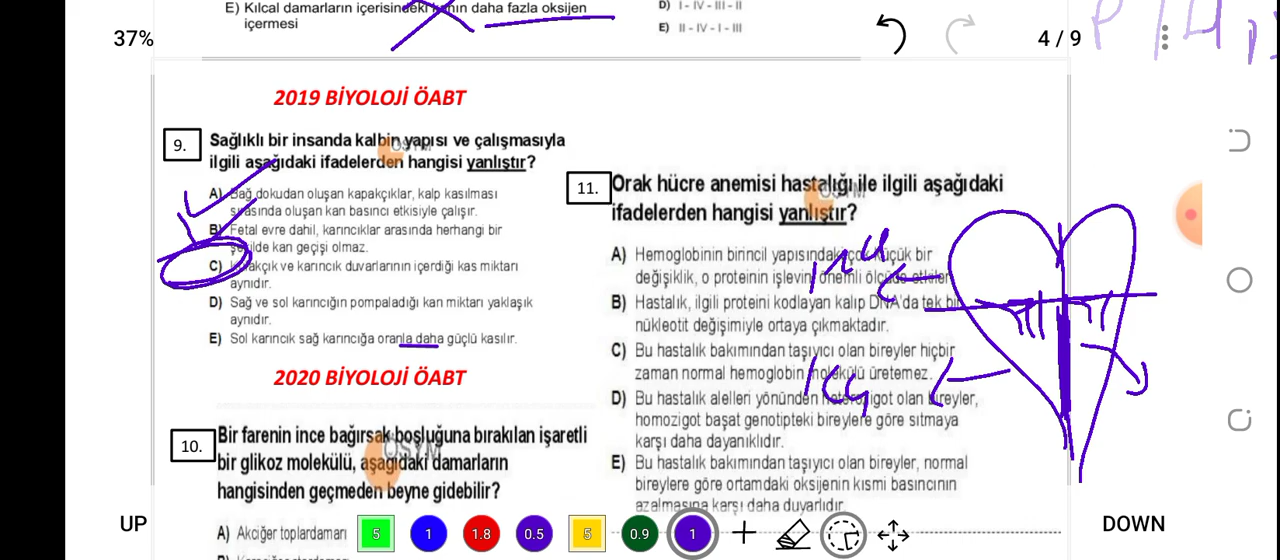 E) Kılcal damarların içerisindeki kanın daha fazla oksijen
içermesi
D) I - IV - III - II
E) II - IV - I - III
37%
4 / 9
2019 BİYOLOJİ ÖABT
9.
Sağlıklı bir insanda kalbin yapısı ve çalışmasıyla
ilgili aşağıdaki ifadelerden hangisi yanlıştır?
A) Bağ dokudan oluşan kapakçıklar, kalp kasılması
sırasında oluşan kan basıncı etkisiyle çalışır.
B) Fetal evre dahil, karıncıklar arasında herhangi bir
şekilde kan geçişi olmaz.
C) Kulakçık ve karıncık duvarlarının içerdiği kas miktarı
aynıdır.
D) Sağ ve sol karıncığın pompaladığı kan miktarı yaklaşık
aynıdır.
E) Sol karıncık sağ karıncığa oranla daha güçlü kasılır.
2020 BİYOLOJİ ÖABT
10.
Bir farenin ince bağırsak boşluğuna bırakılan işaretli
bir glikoz molekülü, aşağıdaki damarların
hangisinden geçmeden beyne gidebilir?
A) Akciğer toplardamarı
ÖSYM
11.
Orak hücre anemisi hastalığı ile ilgili aşağıdaki
ifadelerden hangisi yanlıştır?
A) Hemoglobinin birincil yapısındaki çok küçük bir
değişiklik, o proteinin işlevini önemli ölçüde etkiler.
B) Hastalık, ilgili proteini kodlayan kalıp DNA'da tek bir
nükleotit değişimiyle ortaya çıkmaktadır.
C) Bu hastalık bakımından taşıyıcı olan bireyler hiçbir
zaman normal hemoglobin molekülü üretemez.
D) Bu hastalık alelleri yönünden heterozigot olan bireyler,
homozigot başat genotipteki bireylere göre sıtmaya
karşı daha dayanıklıdır.
E) Bu hastalık bakımından taşıyıcı olan bireyler, normal
bireylere göre ortamdaki oksijenin kısmi basıncının
azalmasına karşı daha duyarlıdır.
UP
5
1
1.8
0.5
5
0.9
1
DOWN